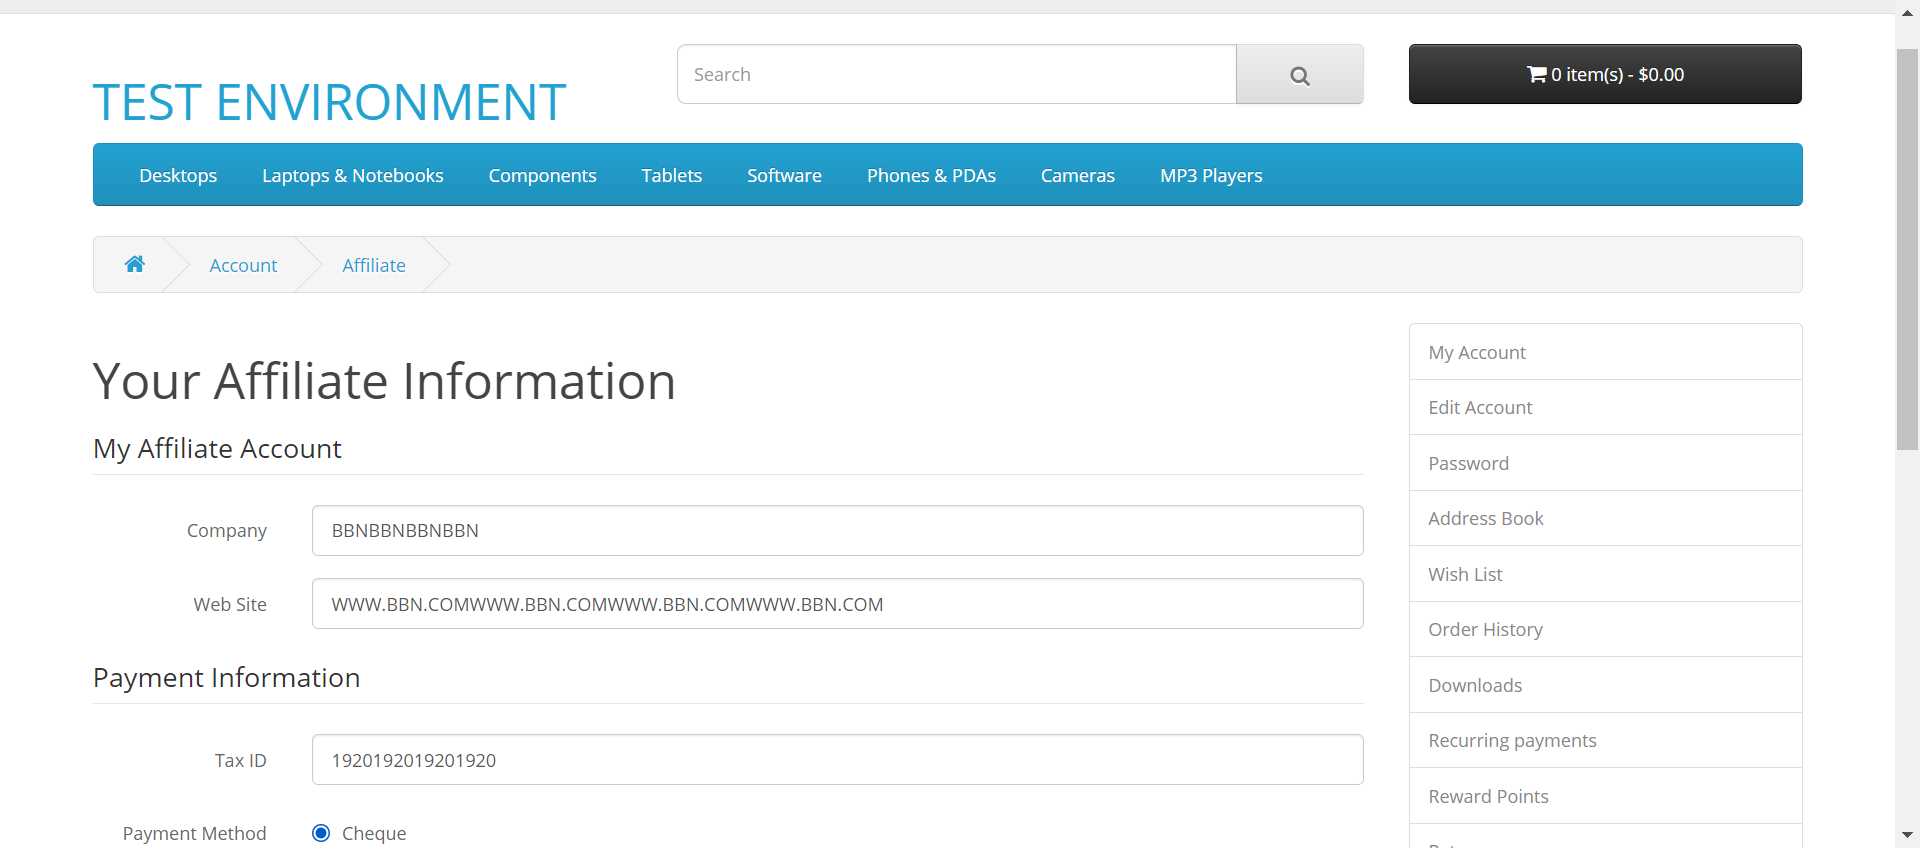 TEST ENVIRONMENT
Search
0 item(s) - $0.00
Desktops
Laptops & Notebooks
Components
Tablets
Software
Phones & PDAs
Cameras
MP3 Players
Account
Affiliate
Your Affiliate Information
My Affiliate Account
Company
BBNBBNBBNBBN
Web Site
WWW.BBN.COMWWW.BBN.COMWWW.BBN.COMWWW.BBN.COM
Payment Information
Tax ID
1920192019201920
Payment Method
Cheque
My Account
Edit Account
Password
Address Book
Wish List
Order History
Downloads
Recurring payments
Reward Points